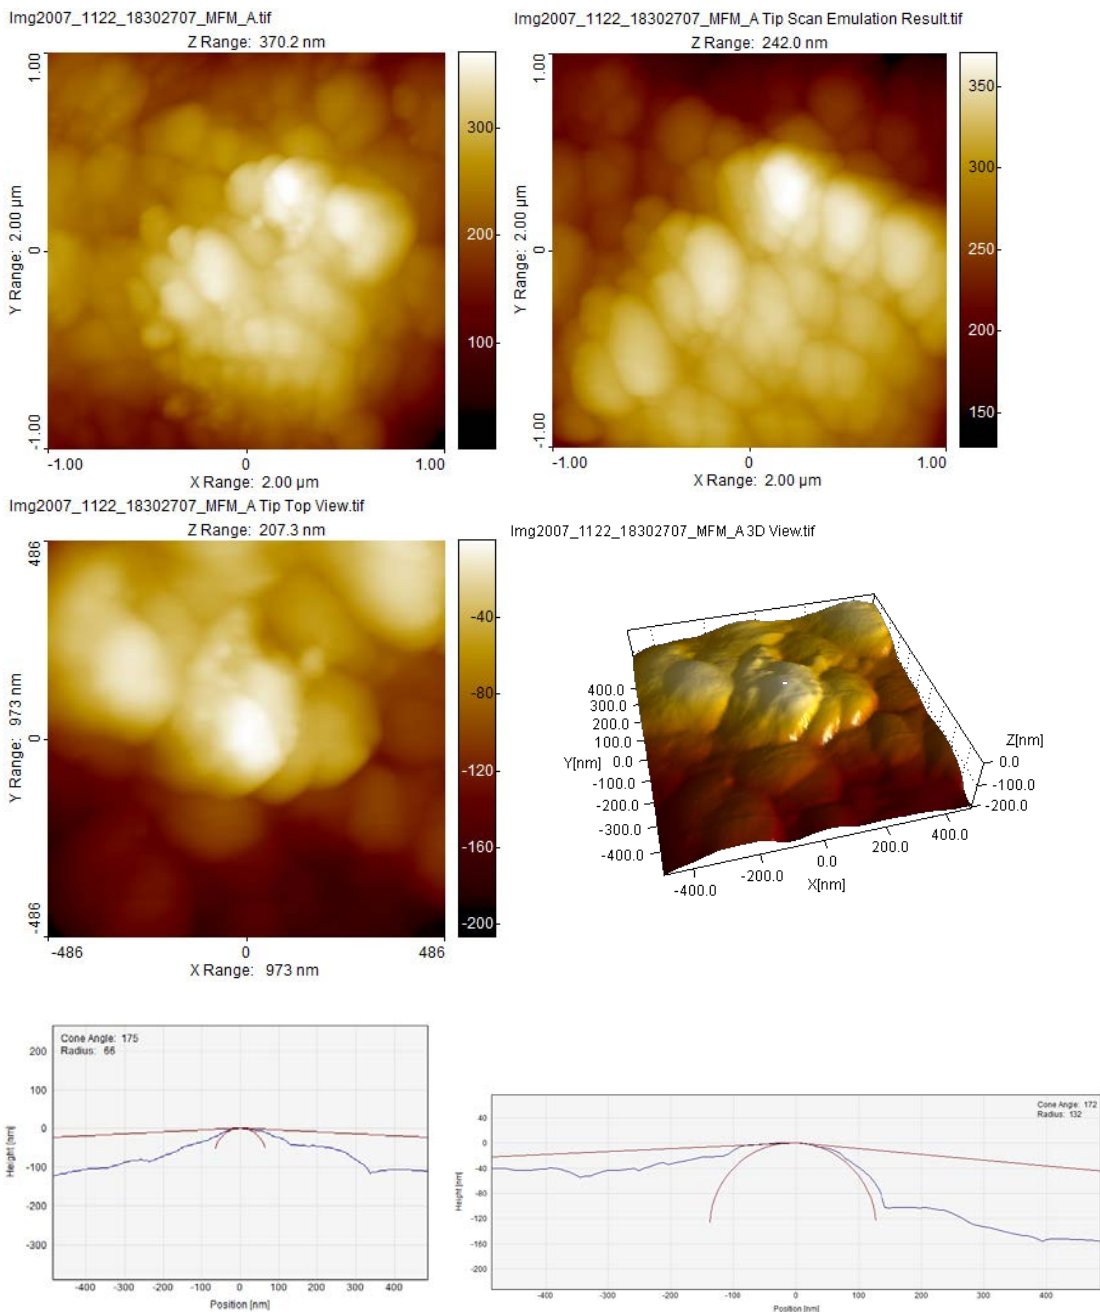 Img2007_1122_18302707_MFM_A.tif
Z Range: 370.2 nm
1.00
Y Range: 2.00 µm
0
-1.00
-1.00
0
1.00
X Range: 2.00 µm
300
200
100
Img2007_1122_18302707_MFM_A Tip Scan Emulation Result.tif
Z Range: 242.0 nm
1.00
Y Range: 2.00 µm
0
-1.00
-1.00
0
1.00
X Range: 2.00 µm
350
300
250
200
150
Img2007_1122_18302707_MFM_A Tip Top View.tif
Z Range: 207.3 nm
486
Y Range: 973 nm
0
-486
-486
0
486
X Range: 973 nm
-40
-80
-120
-160
-200
Img2007_1122_18302707_MFM_A 3D View.tif
400.0
300.0
200.0
100.0
Y[nm] 0.0
-100.0
-200.0
-300.0
-400.0
-400.0
-200.0
0.0
200.0
400.0
X[nm]
Z[nm]
0.0
-100.0
-200.0
Cone Angle: 175
Radius: 66
200
100
0
-100
-200
-300
Height [nm]
-400 -300 -200 -100 0 100 200 300 400
Position [nm]
Cone Angle: 172
Radius: 132
40
0
-40
-80
-120
-160
-200
Height [nm]
-400 -300 -200 -100 0 100 200 300 400
Position [nm]